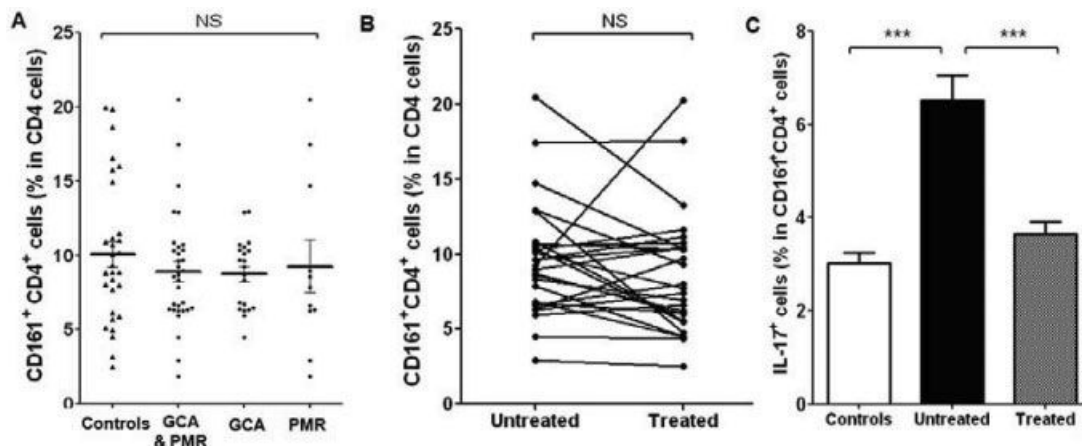 A
NS
CD161⁺ CD4⁺ cells (% in CD4 cells)
25
20
15
10
5
0
Controls GCA GCA PMR
& PMR
B
NS
CD161⁺CD4⁺ cells (% in CD4 cells
25
20
15
10
5
0
Untreated Treated
C
*** ***
IL-17⁺ cells (% in CD161⁺CD4⁺ cells)
8
6
4
2
0
Controls Untreated Treated